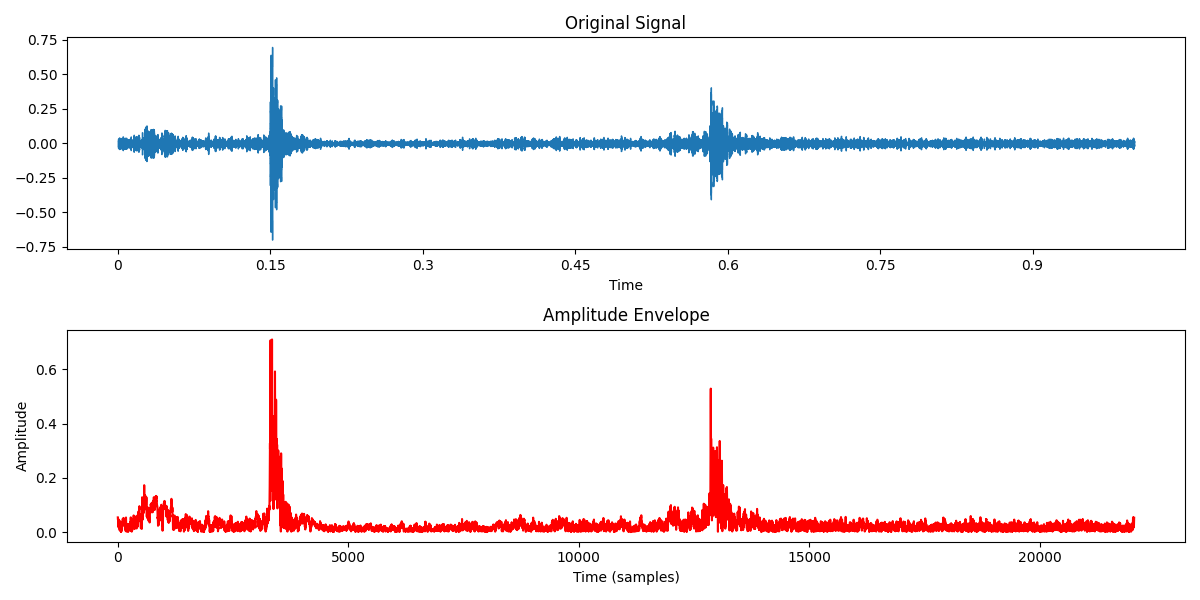 Original Signal
0.75
0.50
0.25
0.00
−0.25
−0.50
−0.75
0 0.15 0.3 0.45 0.6 0.75 0.9
Time
Amplitude Envelope
Amplitude
0.6
0.4
0.2
0.0
0 5000 10000 15000 20000
Time (samples)